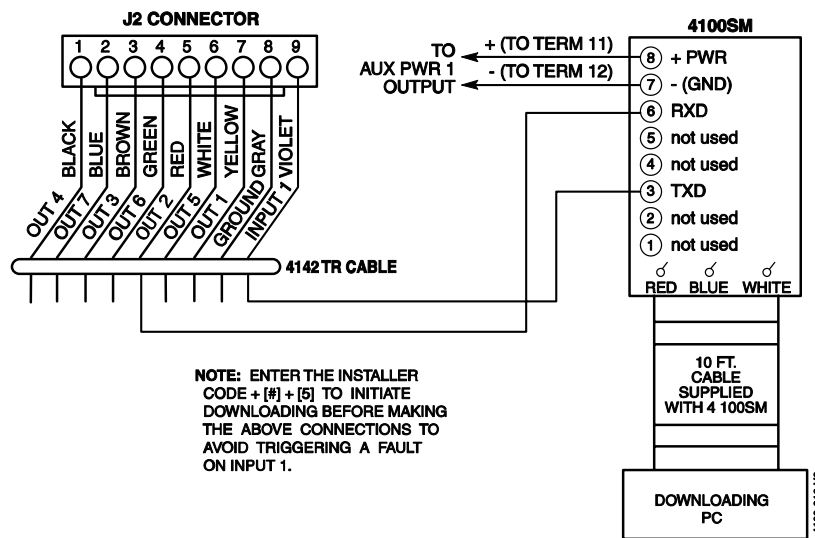 J2 CONNECTOR
1 2 3 4 5 6 7 8 9
BLACK
BLUE
BROWN
GREEN
RED
WHITE
YELLOW
GRAY
VIOLET
OUT 4
OUT 7
OUT 3
OUT 6
OUT 2
OUT 5
OUT 1
GROUND
INPUT 1
4142TR CABLE
TO
AUX PWR 1
OUTPUT
+ (TO TERM 11)
- (TO TERM 12)
4100SM
8 + PWR
7 - (GND)
6 RXD
5 not used
4 not used
3 TXD
2 not used
1 not used
RED BLUE WHITE
10 FT.
CABLE
SUPPLIED
WITH 4 100SM
DOWNLOADING
PC
NOTE: ENTER THE INSTALLER
CODE + [#] + [5] TO INITIATE
DOWNLOADING BEFORE MAKING
THE ABOVE CONNECTIONS TO
AVOID TRIGGERING A FAULT
ON INPUT 1.